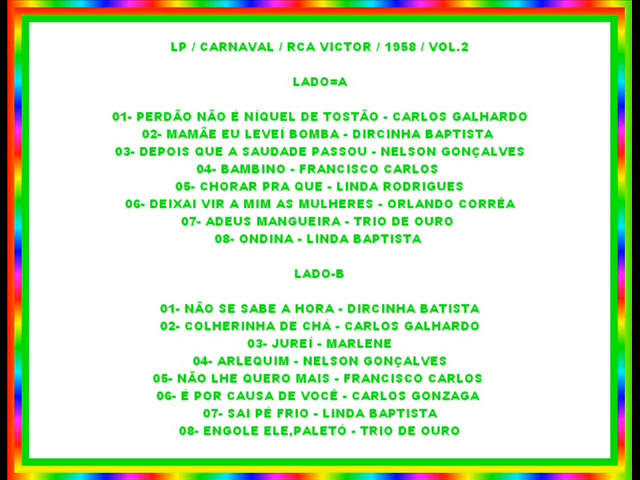 LP / CARNAVAL / RCA VICTOR / 1958 / VOL.2
LADO=A
01- PERDÃO NÃO É NÍQUEL DE TOSTÃO - CARLOS GALHARDO
02- MAMÃE EU LEVEÍ BOMBA - DIRCINHA BAPTISTA
03- DEPOIS QUE A SAUDADE PASSOU - NELSON GONÇALVES
04- BAMBINO - FRANCISCO CARLOS
05- CHORAR PRA QUE - LINDA RODRIGUES
06- DEIXAI VIR A MIM AS MULHERES - ORLANDO CORRÊA
07- ADEUS MANGUEIRA - TRIO DE OURO
08- ONDINA - LINDA BAPTISTA
LADO-B
01- NÃO SE SABE A HORA - DIRCINHA BATISTA
02- COLHERINHA DE CHÁ - CARLOS GALHARDO
03- JUREÍ - MARLENE
04- ARLEQUIM - NELSON GONÇALVES
05- NÃO LHE QUERO MAIS - FRANCISCO CARLOS
06- É POR CAUSA DE VOCÊ - CARLOS GONZAGA
07- SAI PÉ FRIO - LINDA BAPTISTA
08- ENGOLE ELE,PALETÓ - TRIO DE OURO